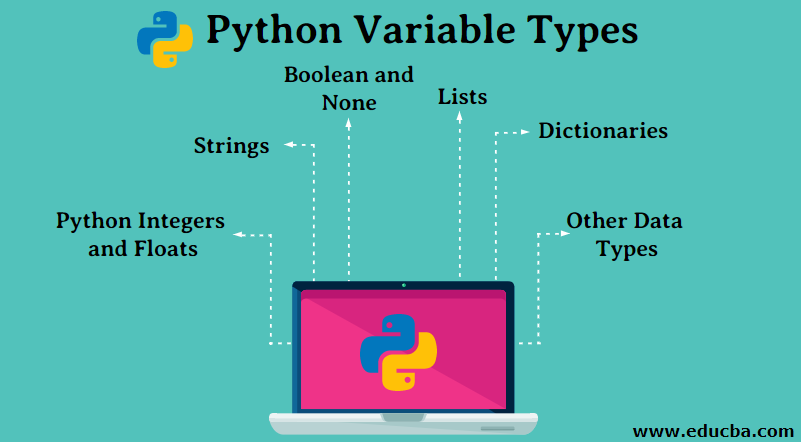 Python Variable Types
Boolean and
None
Lists
Strings
Dictionaries
Python Integers
and Floats
Other Data
Types
www.educba.com